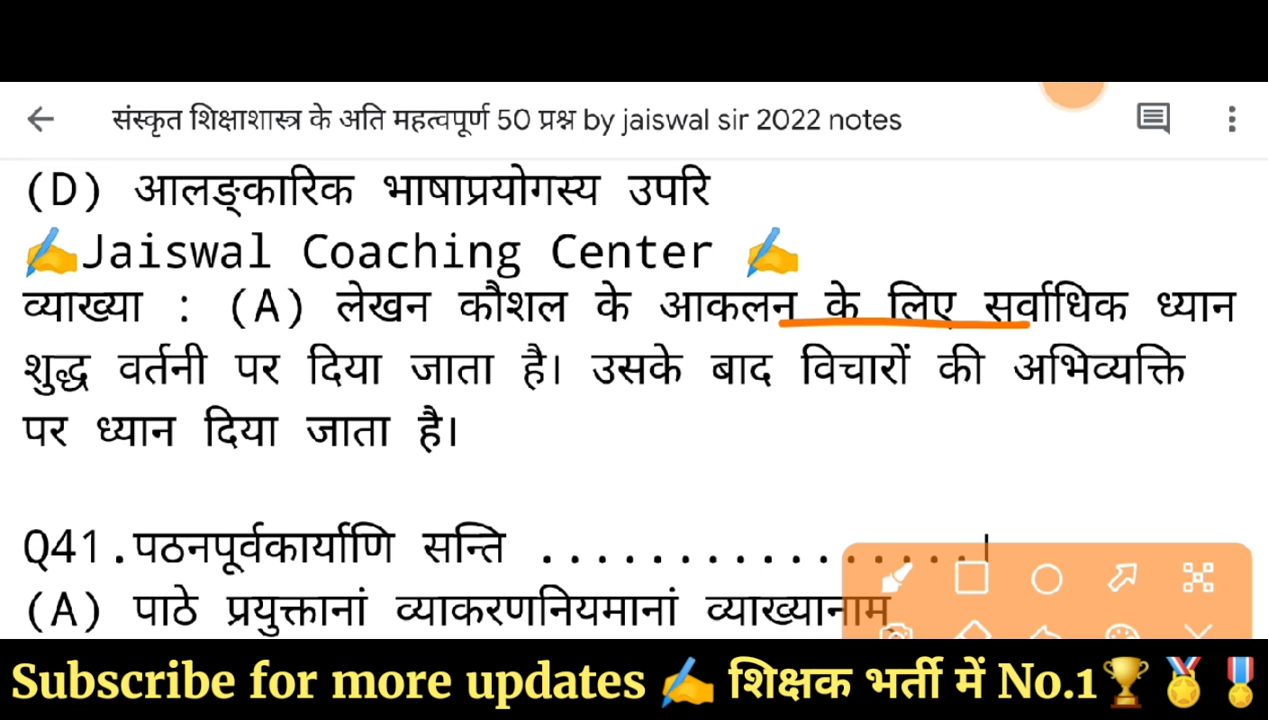 संस्कृत शिक्षाशास्त्र के अति महत्वपूर्ण 50 प्रश्न by jaiswal sir 2022 notes
(D) आलङ्कारिक भाषाप्रयोगस्य उपरि
✍Jaiswal Coaching Center ✍
व्याख्या : (A) लेखन कौशल के आकलन के लिए सर्वाधिक ध्यान
शुद्ध वर्तनी पर दिया जाता है। उसके बाद विचारों की अभिव्यक्ति
पर ध्यान दिया जाता है।
Q41.पठनपूर्वकार्याणि सन्ति .................।
(A) पाठे प्रयुक्तानां व्याकरणनियमानां व्याख्यानाम्
Subscribe for more updates ✍ शिक्षक भर्ती में No.1🏆🏅🎖